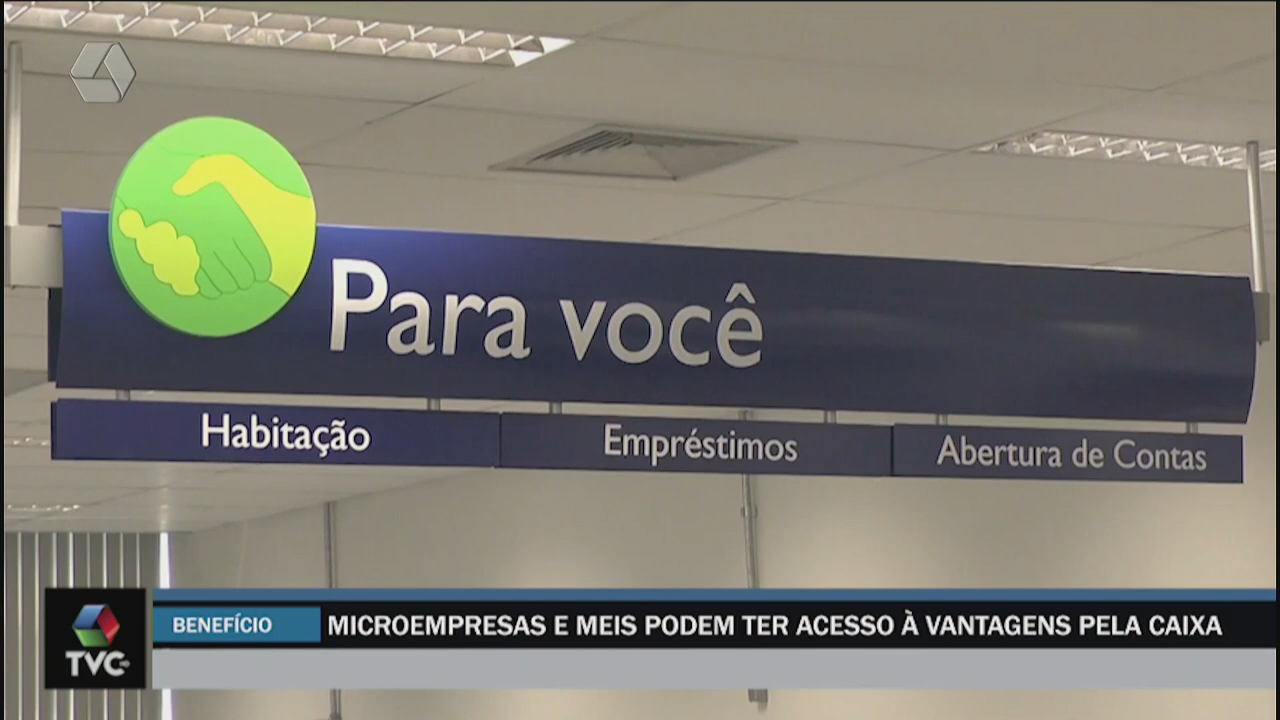 Para você
Habitação
Empréstimos
Abertura de Contas
BENEFÍCIO
MICROEMPRESAS E MEIS PODEM TER ACESSO À VANTAGENS PELA CAIXA
TVC